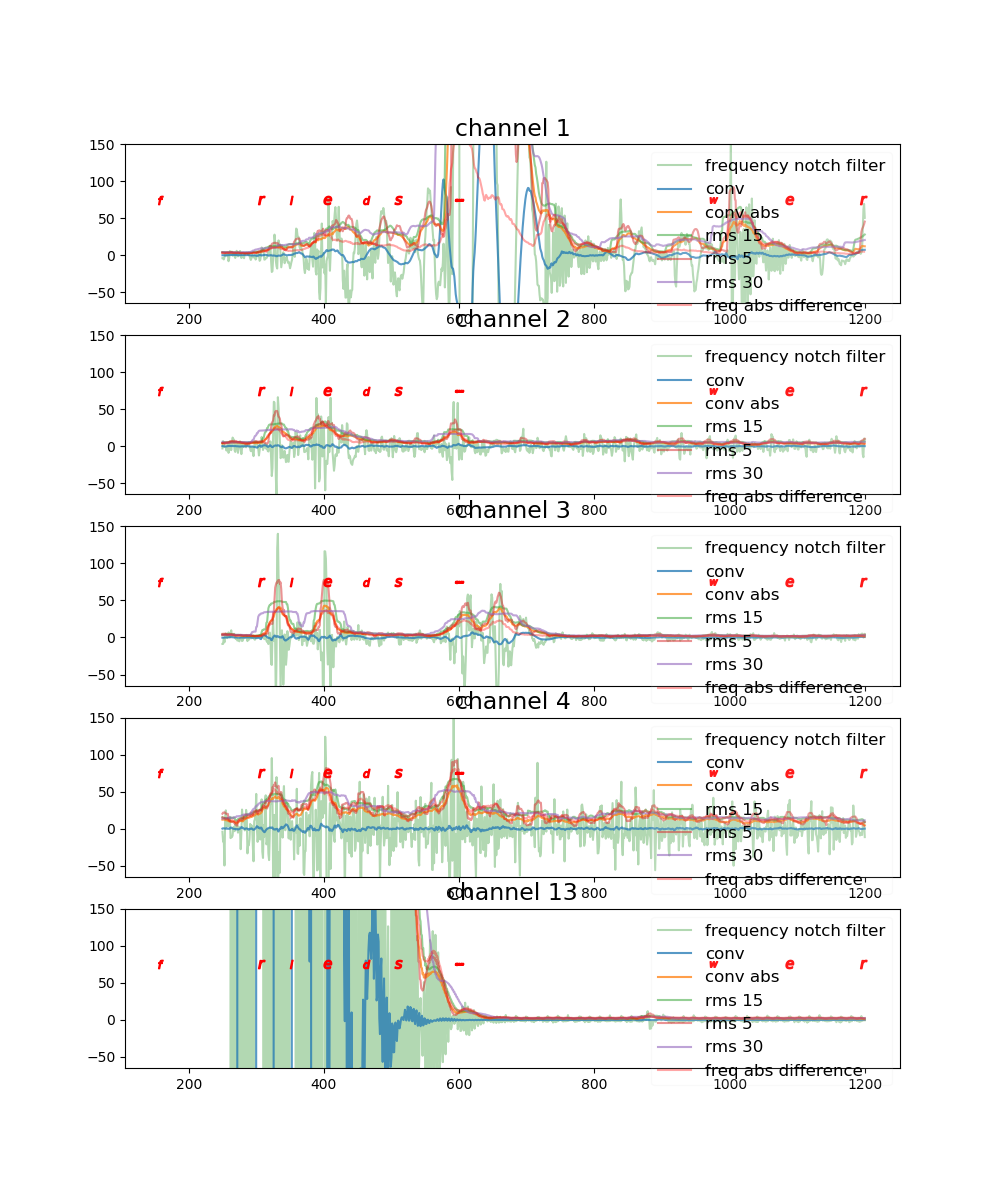 channel 1
150
100
50
0
−50
f r l e d s – w e r
frequency notch filter
conv
conv abs
rms 15
rms 5
rms 30
freq abs difference
200 400 600 800 1000 1200
channel 2
150
100
50
0
−50
f r l e d s – w e r
frequency notch filter
conv
conv abs
rms 15
rms 5
rms 30
freq abs difference
200 400 600 800 1000 1200
channel 3
150
100
50
0
−50
f r l e d s – w e r
frequency notch filter
conv
conv abs
rms 15
rms 5
rms 30
freq abs difference
200 400 600 800 1000 1200
channel 4
150
100
50
0
−50
f r l e d s – w e r
frequency notch filter
conv
conv abs
rms 15
rms 5
rms 30
freq abs difference
200 400 600 800 1000 1200
channel 13
150
100
50
0
−50
f r l e d s – w e r
frequency notch filter
conv
conv abs
rms 15
rms 5
rms 30
freq abs difference
200 400 600 800 1000 1200